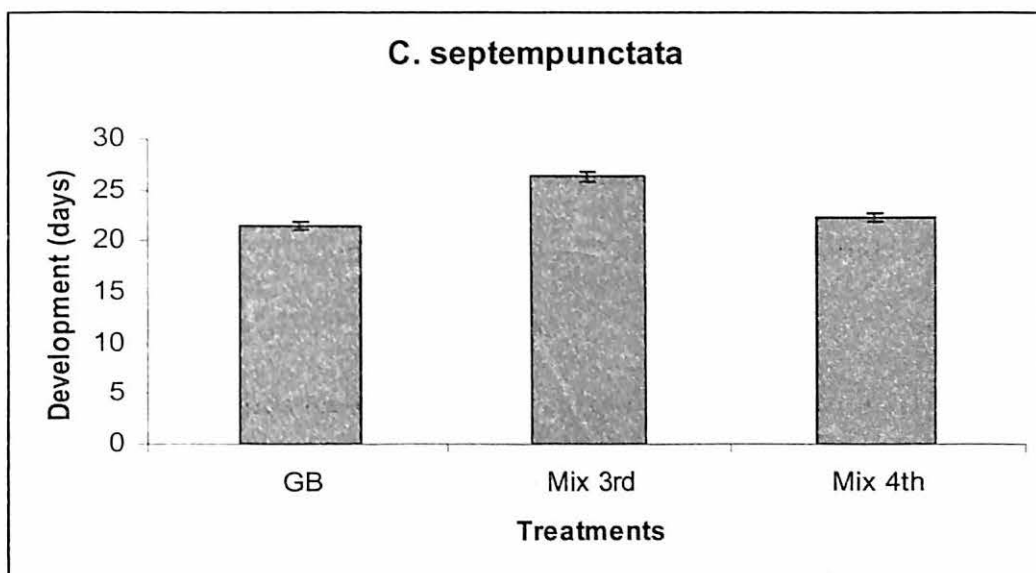 C. septempunctata
Development (days)
30
25
20
15
10
5
0
GB Mix 3rd Mix 4th
Treatments